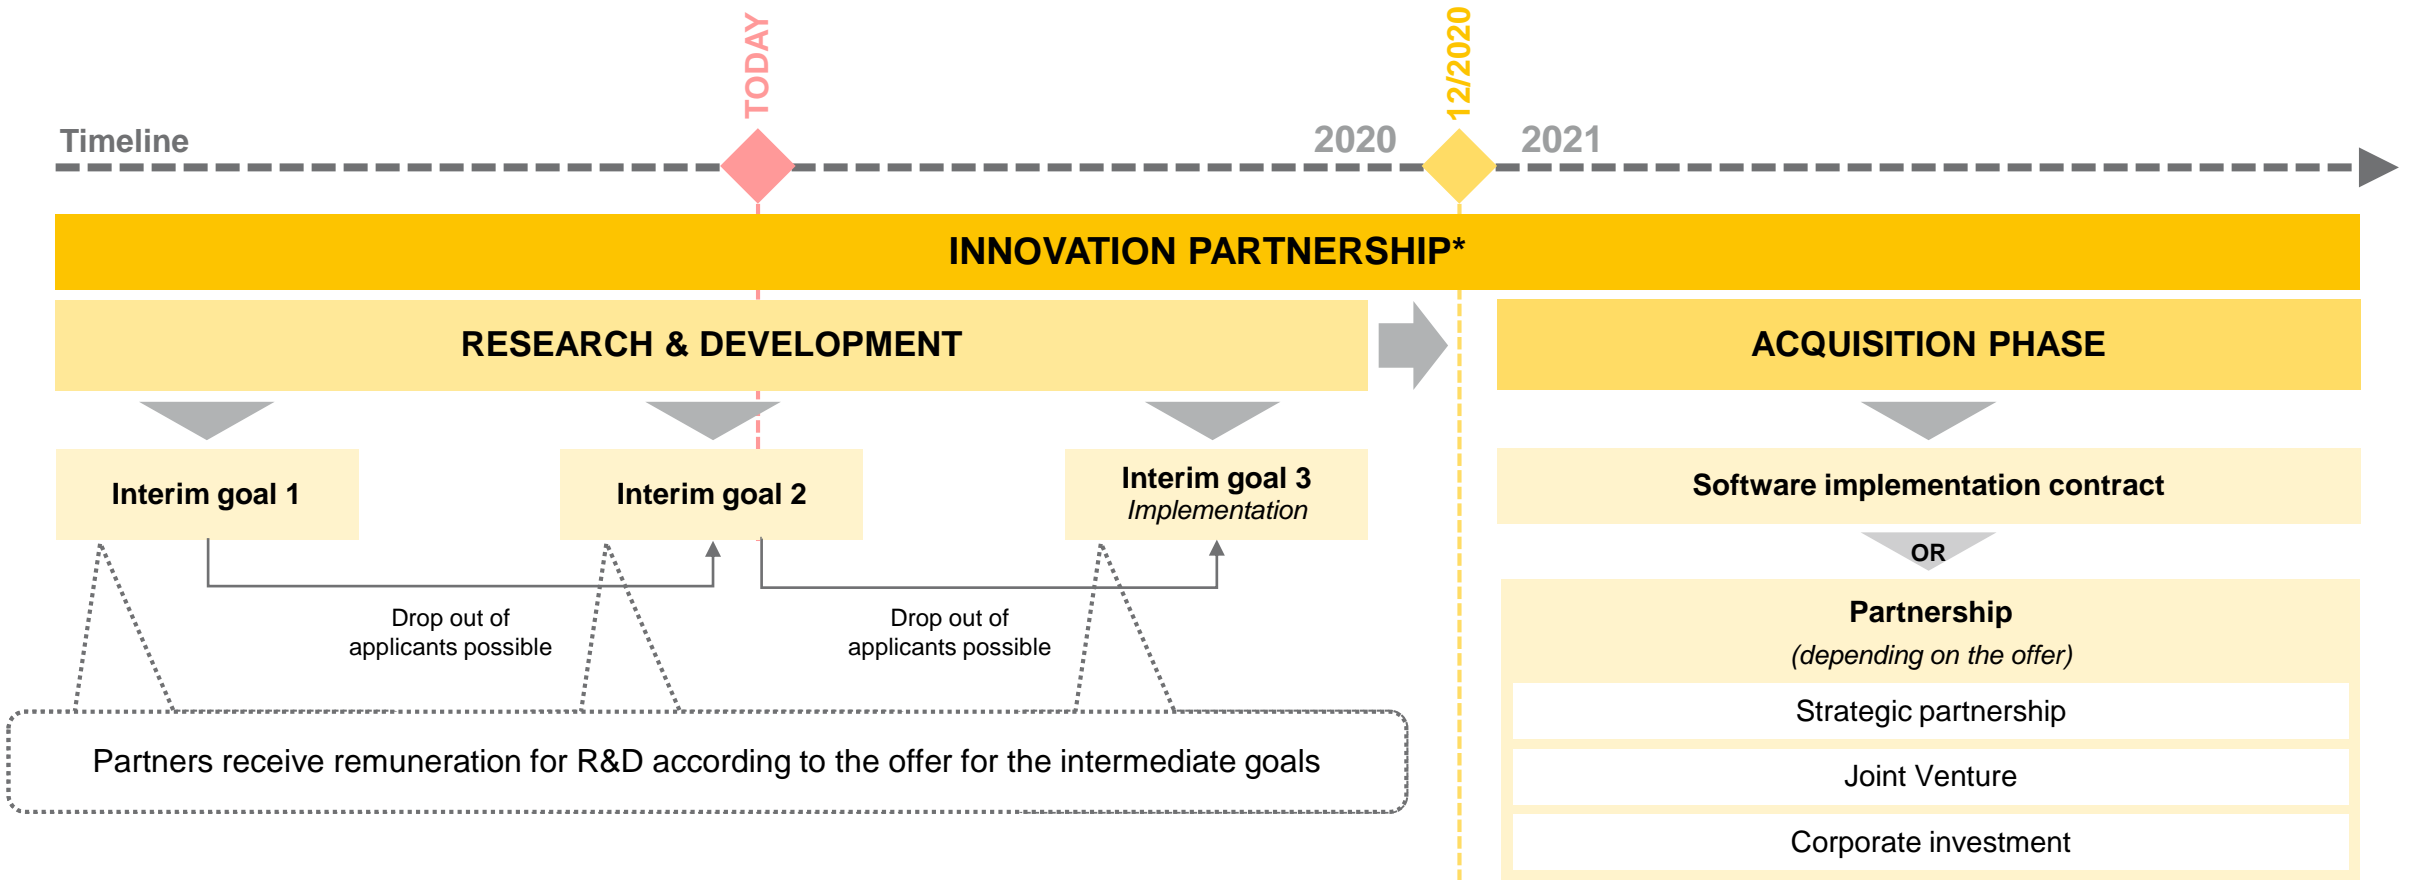 TODAY
12/2020
Timeline
2020
2021
INNOVATION PARTNERSHIP*
RESEARCH & DEVELOPMENT
ACQUISITION PHASE
Interim goal 1
Interim goal 2
Interim goal 3
Implementation
Software implementation contract
OR
Drop out of
applicants possible
Drop out of
applicants possible
Partnership
(depending on the offer)
Strategic partnership
Joint Venture
Corporate investment
Partners receive remuneration for R&D according to the offer for the intermediate goals